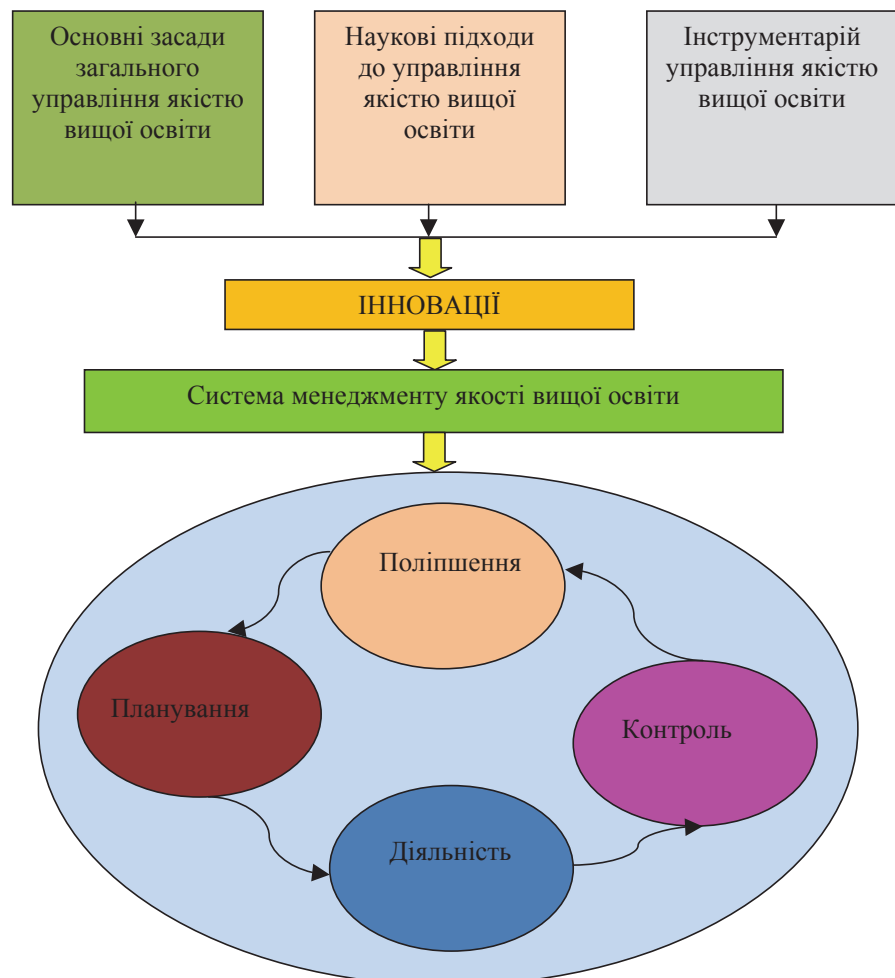 Основні засади
загального
управління якістю
вищої освіти
Наукові підходи
до управління
якістю вищої
освіти
Інструментарій
управління якістю
вищої освіти
ІННОВАЦІЇ
Система менеджменту якості вищої освіти
Поліпшення
Планування
Контроль
Діяльність